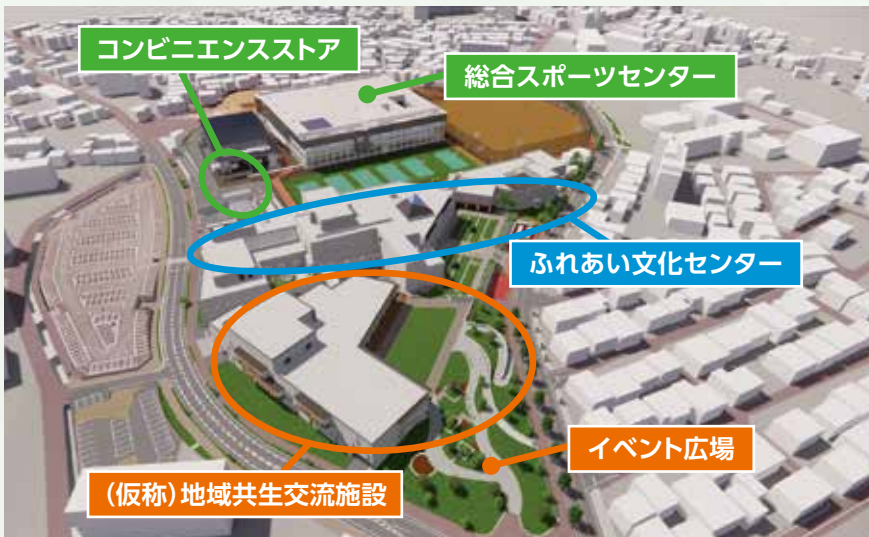 コンビニエンスストア
総合スポーツセンター
ふれあい文化センター
イベント広場
(仮称)地域共生交流施設